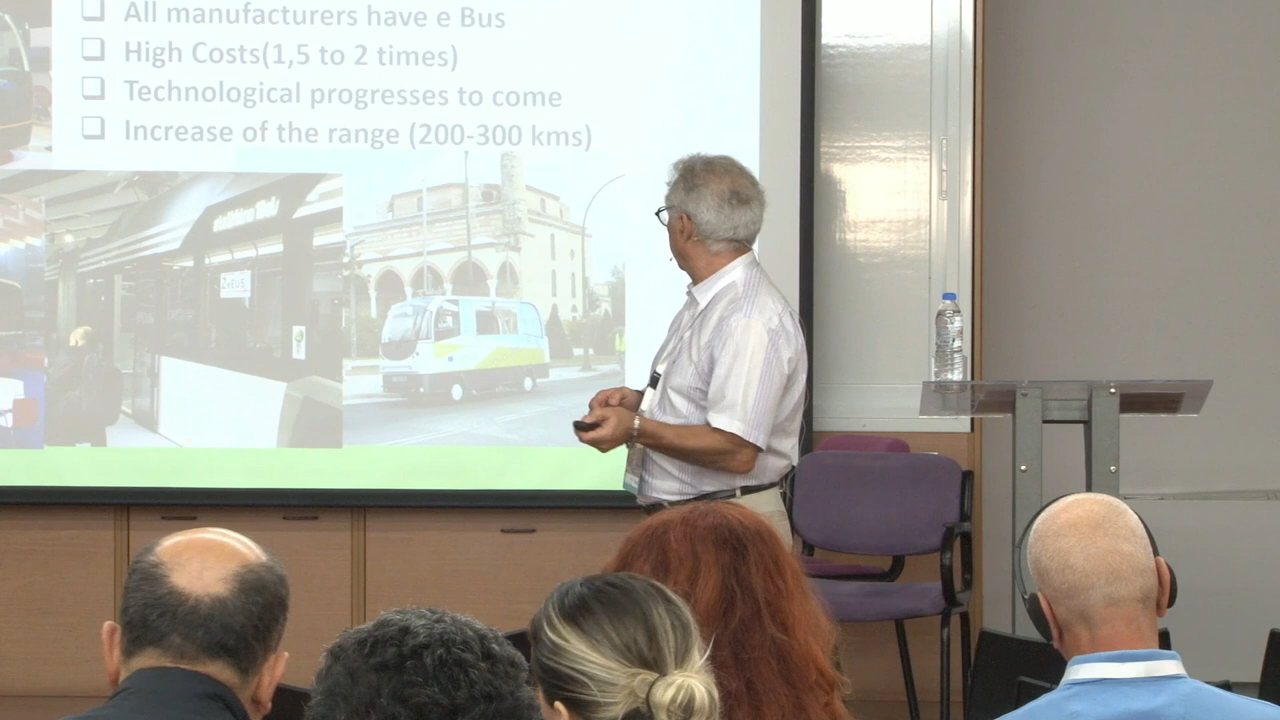 All manufacturers have e Bus
High Costs(1,5 to 2 times)
Technological progresses to come
Increase of the range (200-300 kms)
ZeEUS